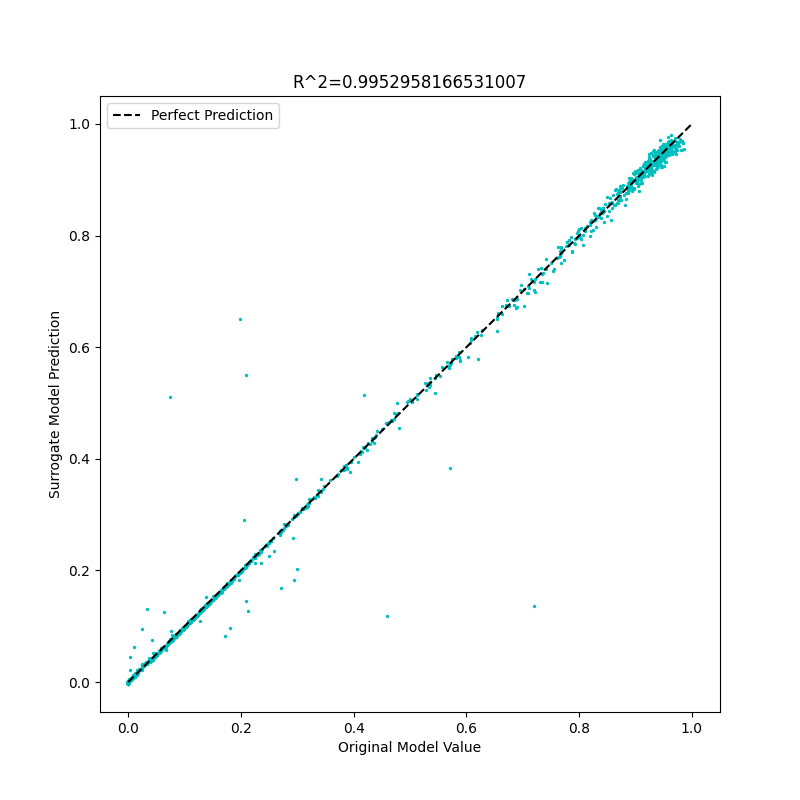 R^2=0.9952958166531007
Perfect Prediction
1.0
0.8
0.6
0.4
0.2
0.0
Surrogate Model Prediction
0.0 0.2 0.4 0.6 0.8 1.0
Original Model Value